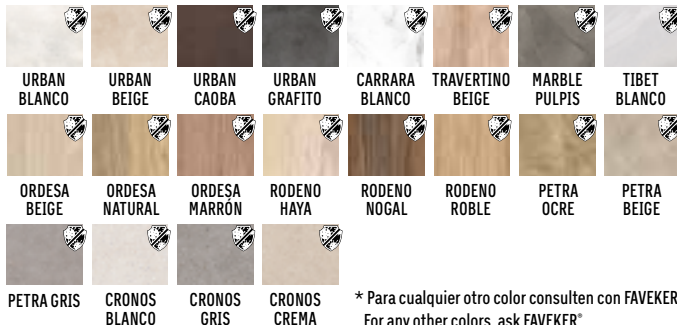 URBAN BLANCO
URBAN BEIGE
URBAN CAOBA
URBAN GRAFITO
CARRARA BLANCO
TRAVERTINO BEIGE
MARBLE PULPIS
TIBET BLANCO
ORDESA BEIGE
ORDESA NATURAL
ORDESA MARRÓN
RODENO HAYA
RODENO NOGAL
RODENO ROBLE
PETRA OCRE
PETRA BEIGE
PETRA GRIS
CRONOS BLANCO
CRONOS GRIS
CRONOS CREMA
* Para cualquier otro color consulten con FAVEKER
For any other colors, ask FAVEKER®